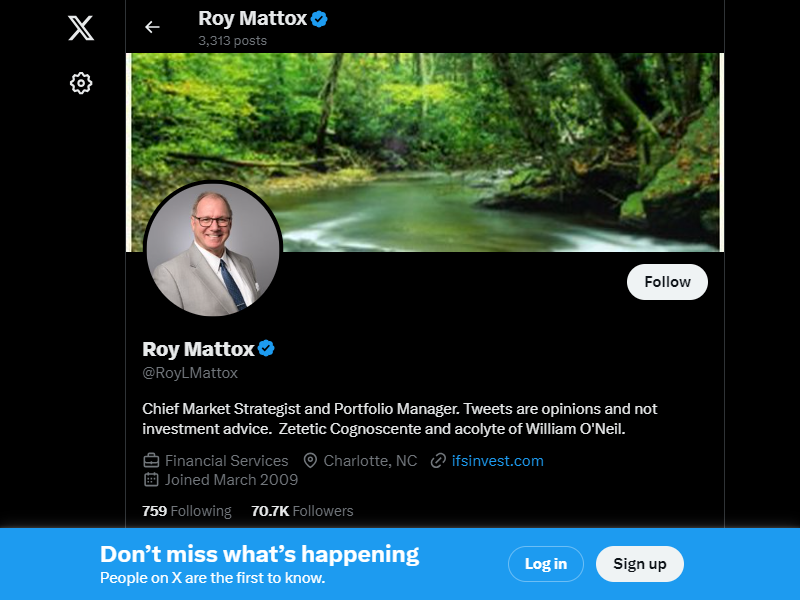 Roy Mattox
3,313 posts
Follow
Roy Mattox
@RoyLMattox
Chief Market Strategist and Portfolio Manager. Tweets are opinions and not
investment advice.  Zetetic Cognoscente and acolyte of William O'Neil.
Financial Services Charlotte, NC ifsinvest.com
Joined March 2009
759 Following 70.7K Followers
Don’t miss what’s happening
People on X are the first to know.
Log in Sign up